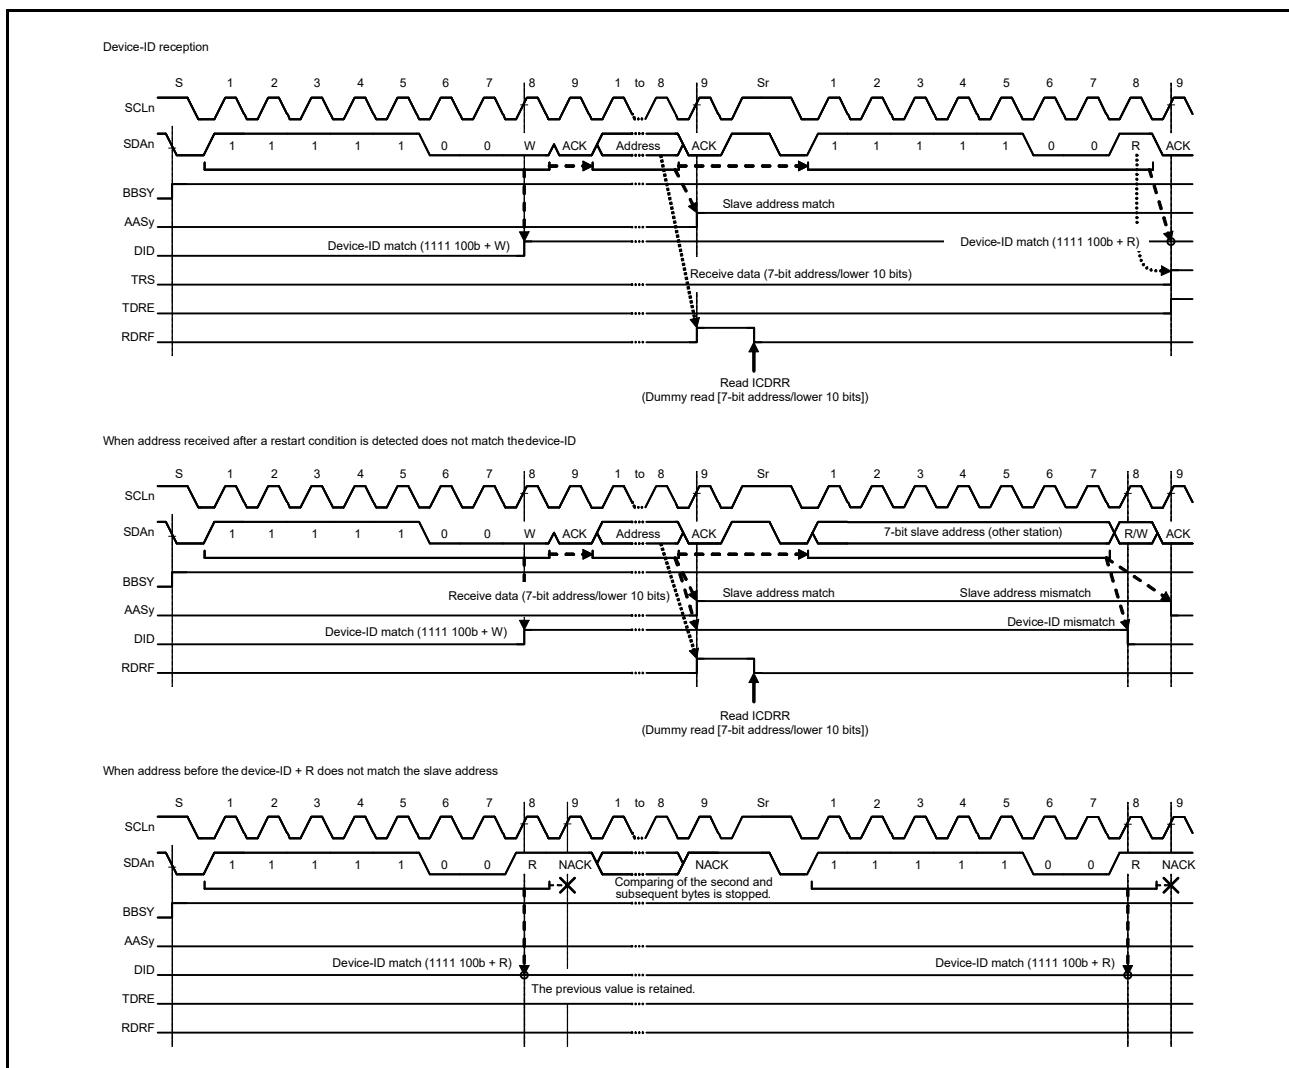 Device-ID reception
S 1 2 3 4 5 6 7 8 9 1 to 8 9 Sr 1 2 3 4 5 6 7 8 9
SCLn
SDAn 1 1 1 1 1 0 0 W ACK Address ACK 1 1 1 1 1 0 0 R ACK
BBSY
Slave address match
AASy
Device-ID match (1111 100b + W) Device-ID match (1111 100b + R)
DID
Receive data (7-bit address/lower 10 bits)
TRS
TDRE
RDRF
Read ICDRR
(Dummy read [7-bit address/lower 10 bits])
When address received after a restart condition is detected does not match the device-ID
S 1 2 3 4 5 6 7 8 9 1 to 8 9 Sr 1 2 3 4 5 6 7 8 9
SCLn
SDAn 1 1 1 1 1 0 0 W ACK Address ACK 7-bit slave address (other station) R/W ACK
BBSY
Receive data (7-bit address/lower 10 bits) Slave address match Slave address mismatch
AASy
Device-ID mismatch
Device-ID match (1111 100b + W)
DID
RDRF
Read ICDRR
(Dummy read [7-bit address/lower 10 bits])
When address before the device-ID + R does not match the slave address
S 1 2 3 4 5 6 7 8 9 1 to 8 9 Sr 1 2 3 4 5 6 7 8 9
SCLn
SDAn 1 1 1 1 1 0 0 R NACK NACK 1 1 1 1 1 0 0 R NACK
Comparing of the second and
subsequent bytes is stopped.
BBSY
AASy
Device-ID match (1111 100b + R) Device-ID match (1111 100b + R)
DID
The previous value is retained.
TDRE
RDRF